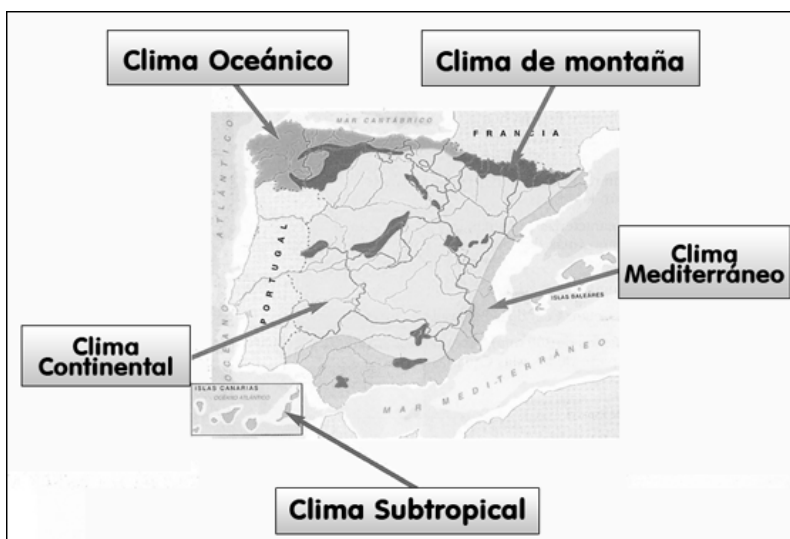 Clima Oceánico
Clima de montaña
MAR CANTÁBRICO
FRANCIA
ATLÁNTICO
PORTUGAL
Clima
Mediterráneo
ISLAS BALEARES
Clima
Continental
OCÉANO
MAR MEDITERRÁNEO
ISLAS CANARIAS
OCÉANO ATLÁNTICO
Clima Subtropical